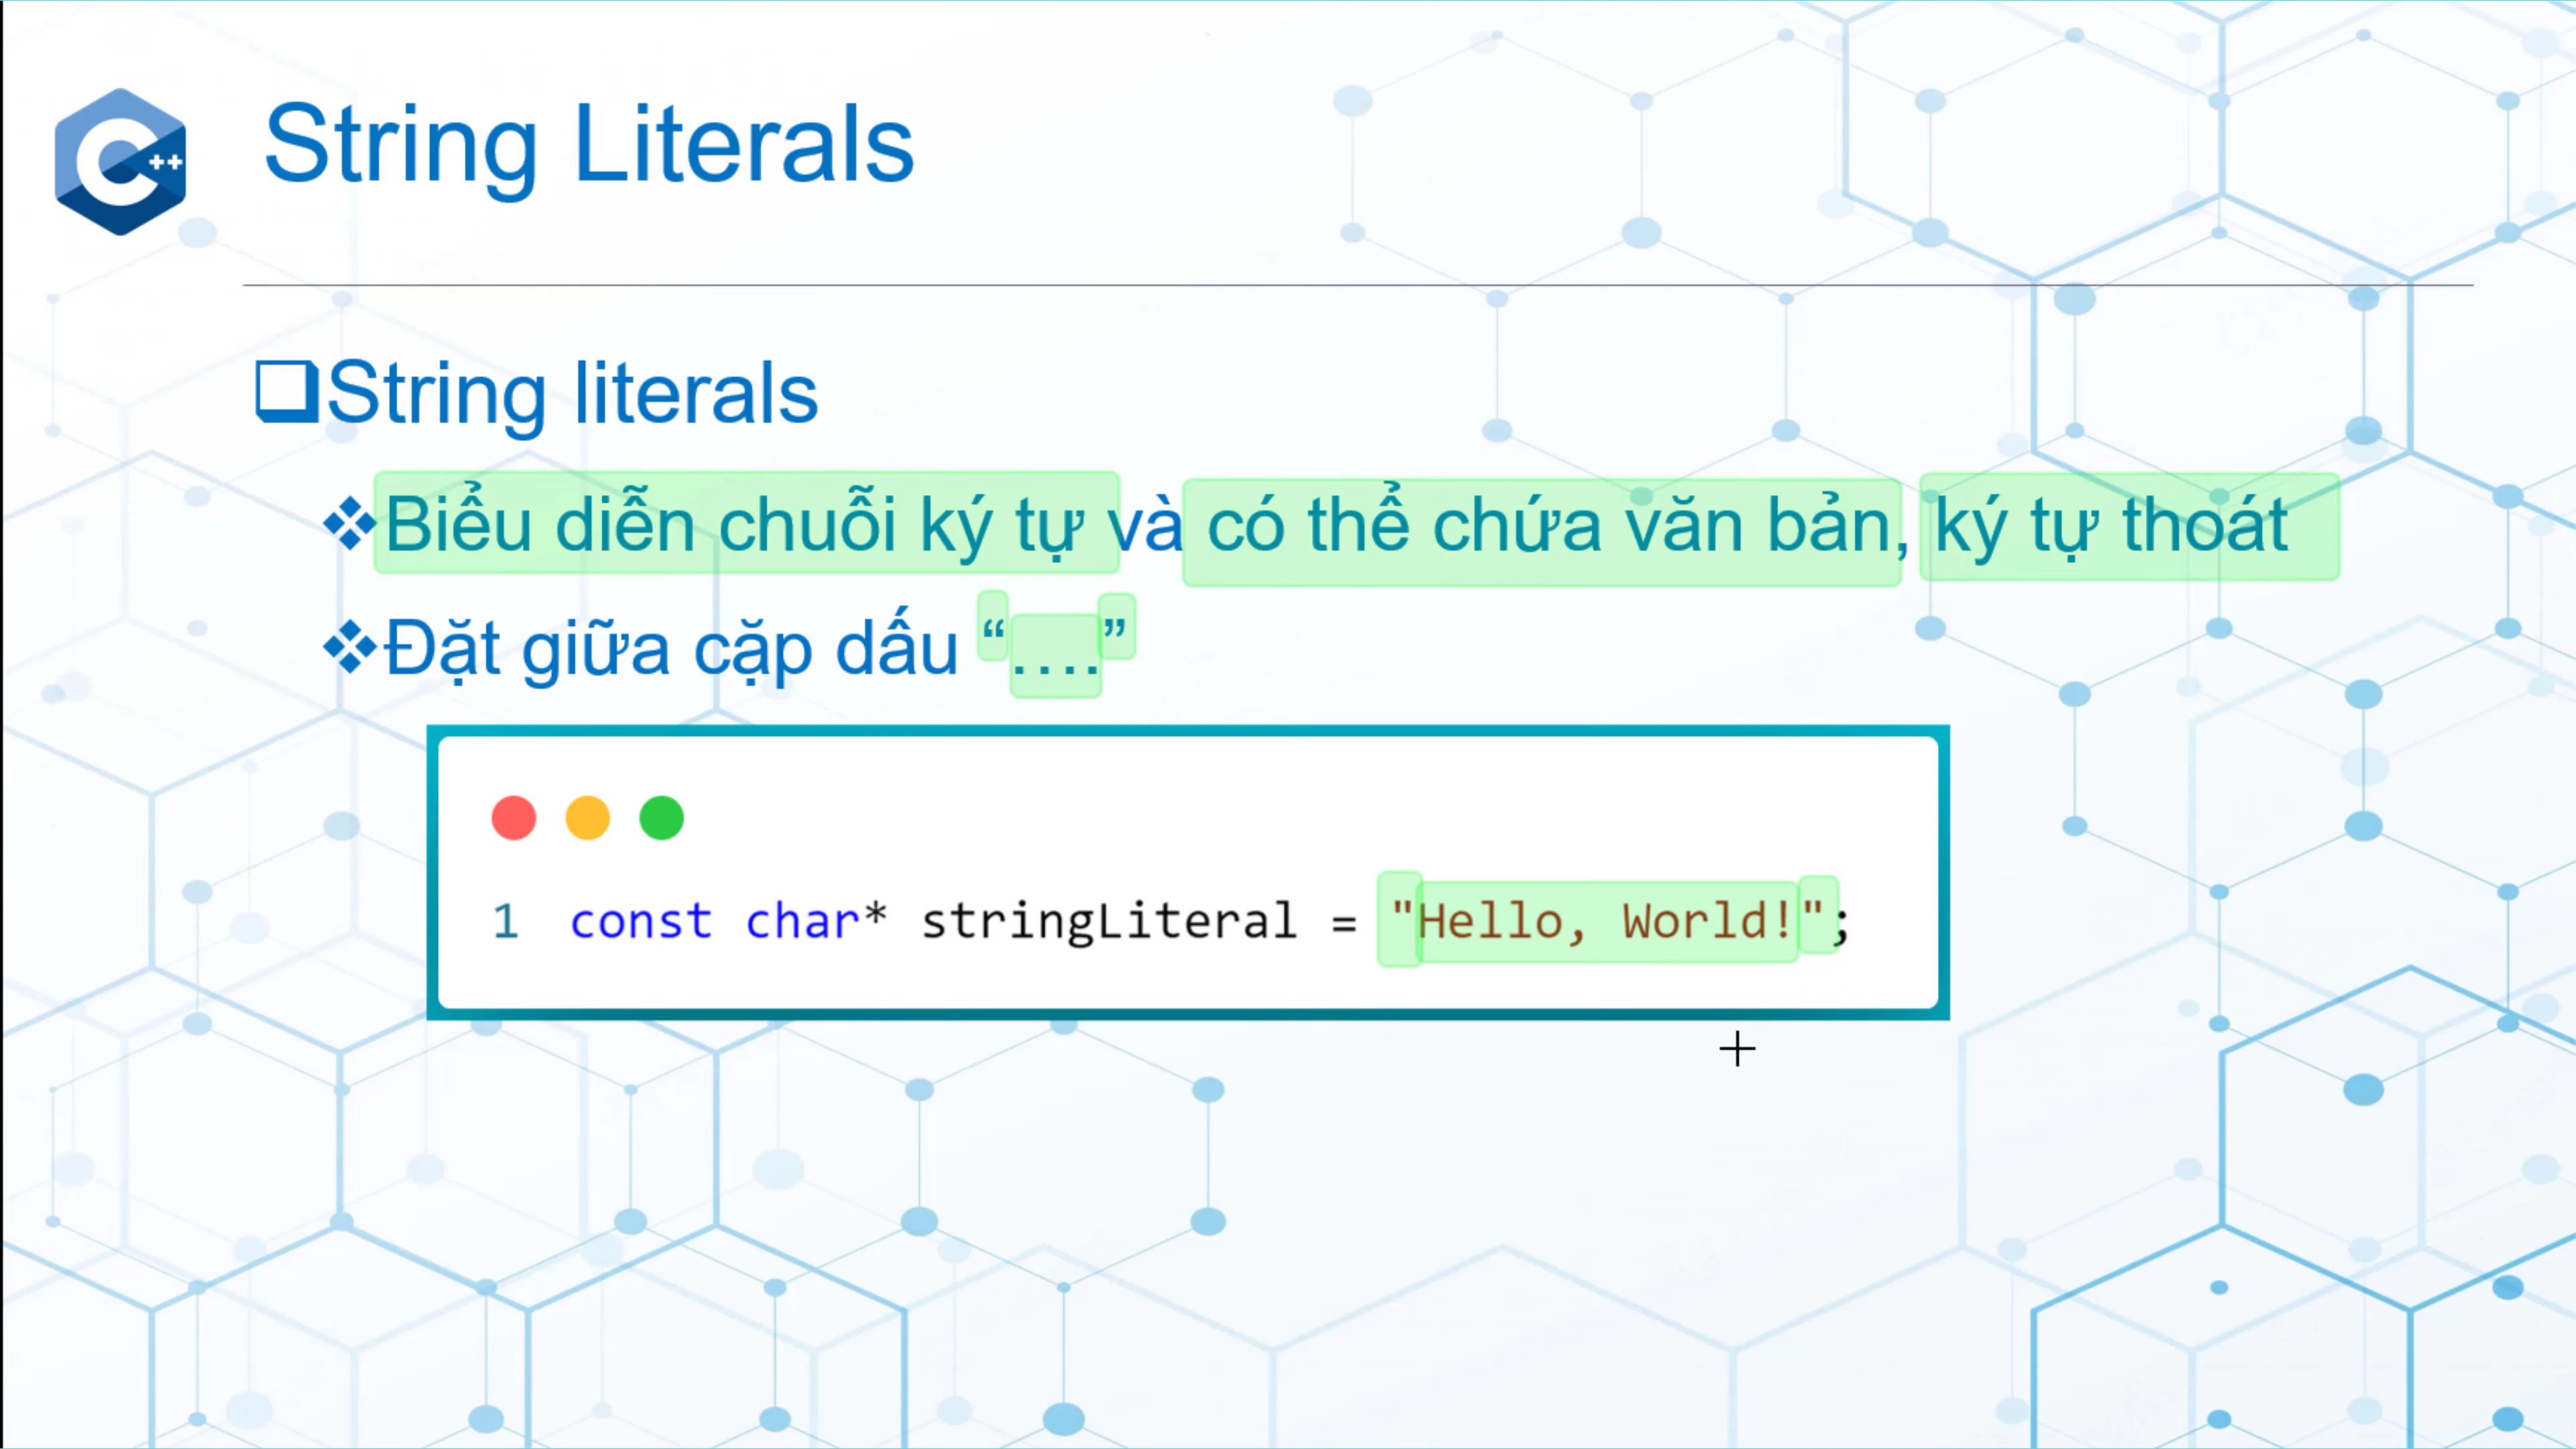 C++
String Literals
❑String literals
❖Biểu diễn chuỗi ký tự và có thể chứa văn bản, ký tự thoát
❖Đặt giữa cặp dấu “….”
1 const char* stringLiteral = "Hello, World!";